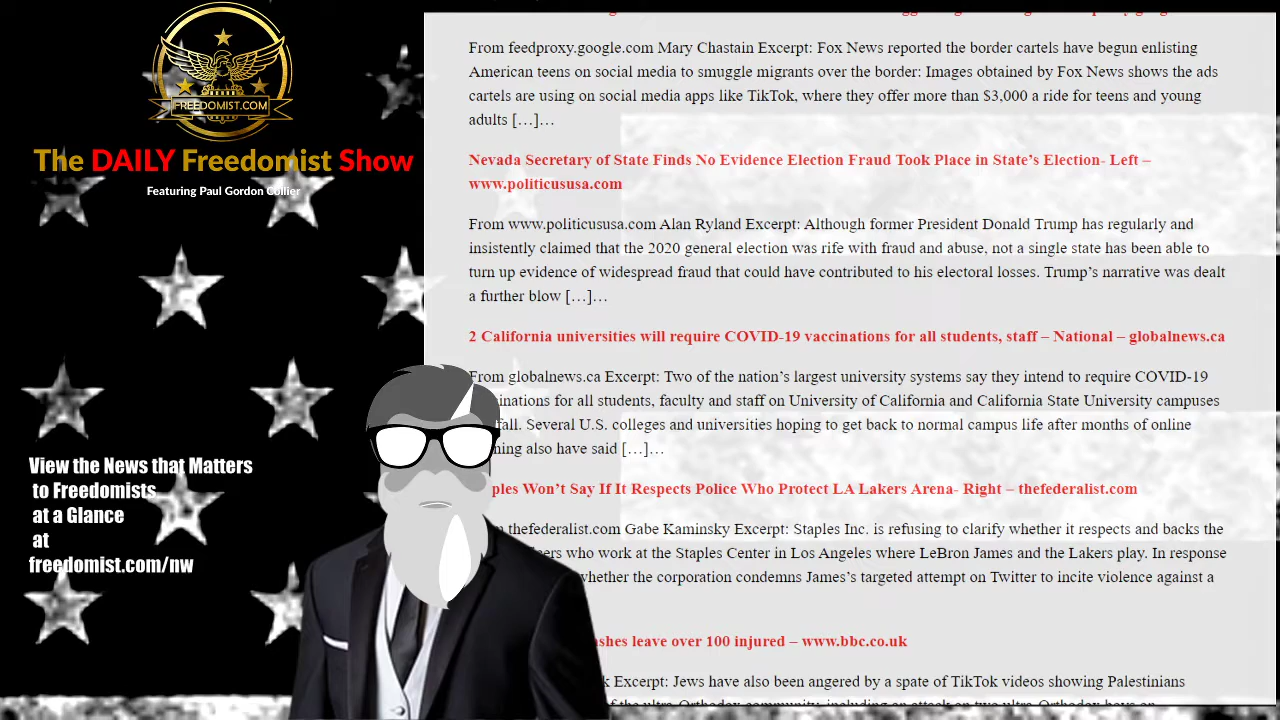 FREEDOMIST.COM
The DAILY Freedomist Show
Featuring Paul Gordon Collier
View the News that Matters
to Freedomists
at a Glance
at
freedomist.com/nw
From feedproxy.google.com Mary Chastain Excerpt: Fox News reported the border cartels have begun enlisting
American teens on social media to smuggle migrants over the border. Images obtained by Fox News shows the ads
cartels are using on social media apps like TikTok, where they offer more than $3,000 a ride for teens and young
adults […]…
Nevada Secretary of State Finds No Evidence Election Fraud Took Place in State’s Election- Left –
www.politicususa.com
From www.politicususa.com Alan Ryland Excerpt: Although former President Donald Trump has regularly and
insistently claimed that the 2020 general election was rife with fraud and abuse, not a single state has been able to
turn up evidence of widespread fraud that could have contributed to his electoral losses. Trump’s narrative was dealt
a further blow […]…
2 California universities will require COVID-19 vaccinations for all students, staff – National – globalnews.ca
From globalnews.ca Excerpt: Two of the nation’s largest university systems say they intend to require COVID-19
inations for all students, faculty and staff on University of California and California State University campuses
fall. Several U.S. colleges and universities hoping to get back to normal campus life after months of online
ning also have said […]…
ples Won’t Say If It Respects Police Who Protect LA Lakers Arena- Right – thefederalist.com
thefederalist.com Gabe Kaminsky Excerpt: Staples Inc. is refusing to clarify whether it respects and backs the
ers who work at the Staples Center in Los Angeles where LeBron James and the Lakers play. In response
whether the corporation condemns James’s targeted attempt on Twitter to incite violence against a
ashes leave over 100 injured – www.bbc.co.uk
k Excerpt: Jews have also been angered by a spate of TikTok videos showing Palestinians
of the ultra-Orthodox community, including an attack on two ultra-Orthodox boys on